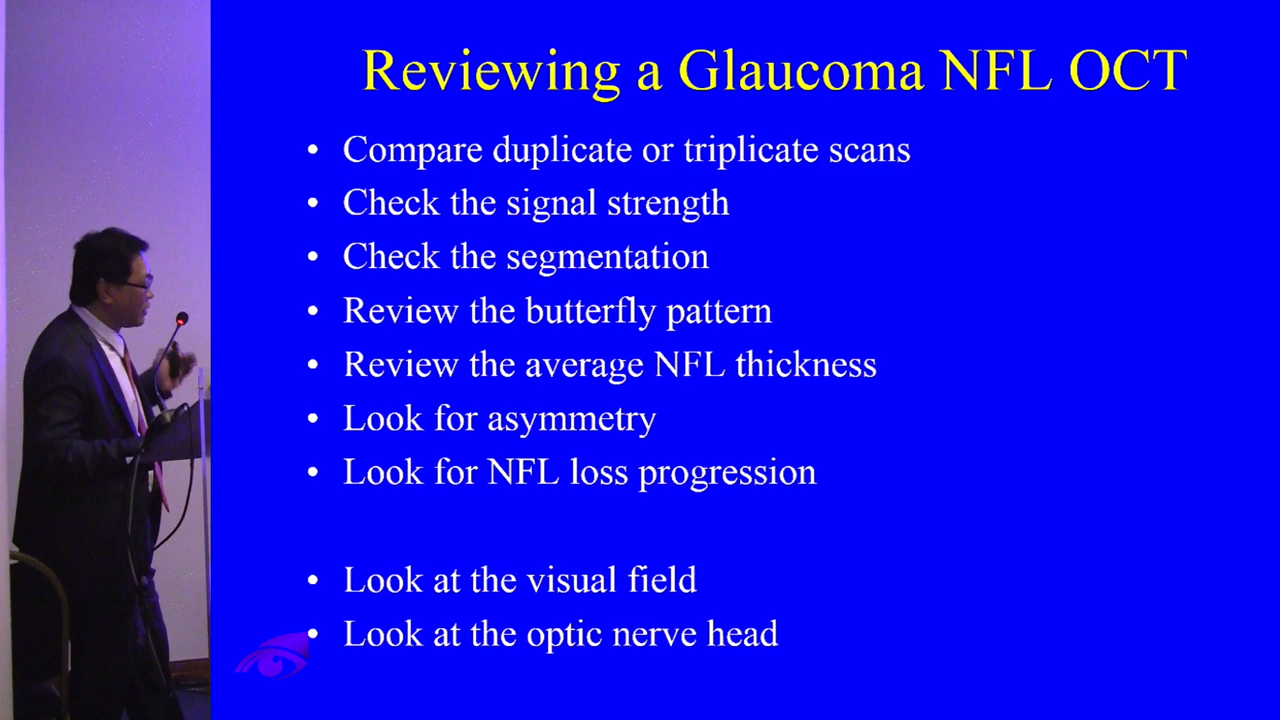 Reviewing a Glaucoma NFL OCT
• Compare duplicate or triplicate scans
• Check the signal strength
• Check the segmentation
• Review the butterfly pattern
• Review the average NFL thickness
• Look for asymmetry
• Look for NFL loss progression
• Look at the visual field
• Look at the optic nerve head